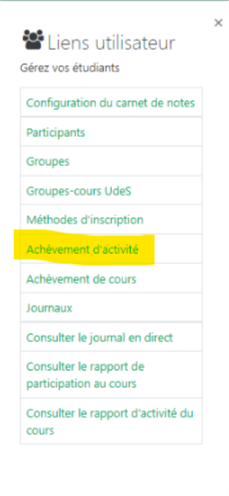 ×
Liens utilisateur
Gérez vos étudiants
Configuration du carnet de notes
Participants
Groupes
Groupes-cours UdeS
Méthodes d'inscription
Achèvement d'activité
Achèvement de cours
Journaux
Consulter le journal en direct
Consulter le rapport de
participation au cours
Consulter le rapport d'activité du
cours